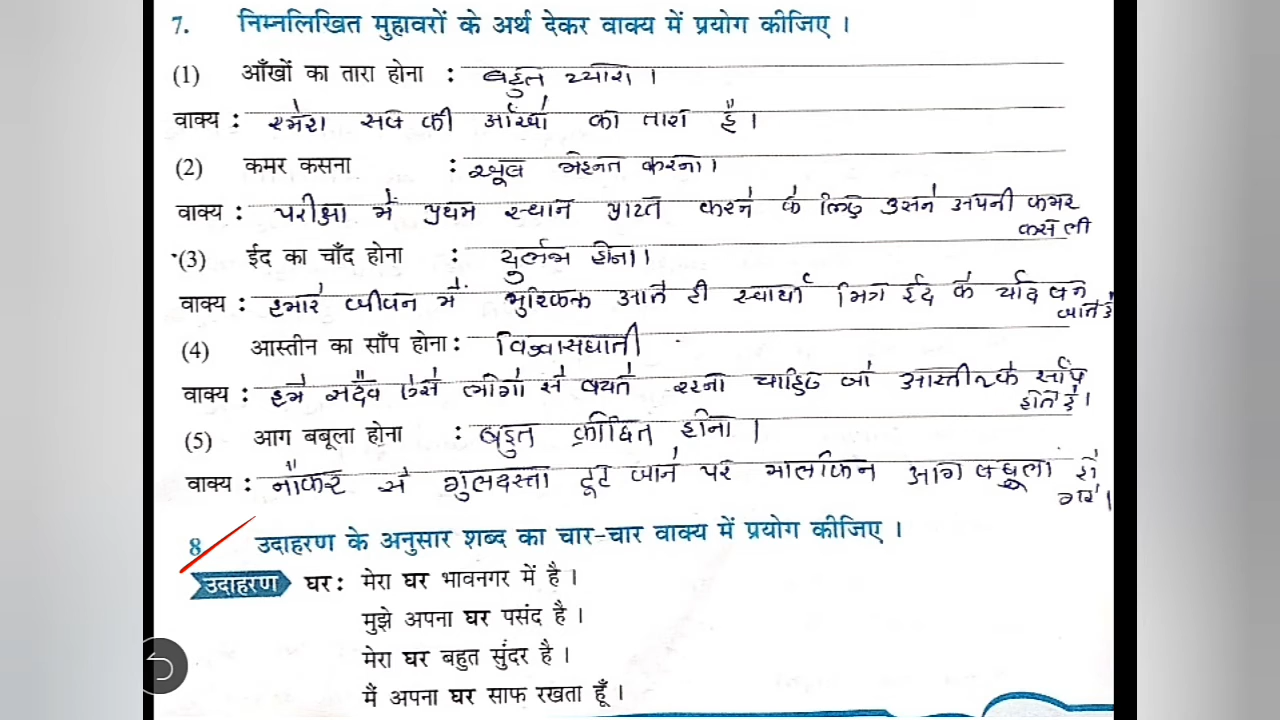 7. निम्नलिखित मुहावरों के अर्थ देकर वाक्य में प्रयोग कीजिए ।
(1) आँखों का तारा होना : बहुत प्यारा ।
वाक्य : रमेश सब की आँखों का तारा है ।
(2) कमर कसना : खूब मेहनत करना ।
वाक्य : परीक्षा में प्रथम स्थान प्राप्त करने के लिए उसने अपनी कमर
कस ली
(3) ईद का चाँद होना : दुर्लभ होना ।
वाक्य : हमारे जीवन में मुश्किल आते ही स्वार्थी मित्र ईद के चाँद बन
जाते है
(4) आस्तीन का साँप होना : विश्वासघाती
वाक्य : हमे सदैव ऐसे लोगो से बचते रहना चाहिए जो आस्तीन के साँप
होते है ।
(5) आग बबूला होना : बहुत क्रोधित होना ।
वाक्य : नौकर से गुलदस्ता टूट जाने पर मालकिन आग बबूला हो
गई ।
8 उदाहरण के अनुसार शब्द का चार-चार वाक्य में प्रयोग कीजिए ।
उदाहरण घर : मेरा घर भावनगर में है ।
मुझे अपना घर पसंद है ।
मेरा घर बहुत सुंदर है ।
मैं अपना घर साफ रखता हूँ ।